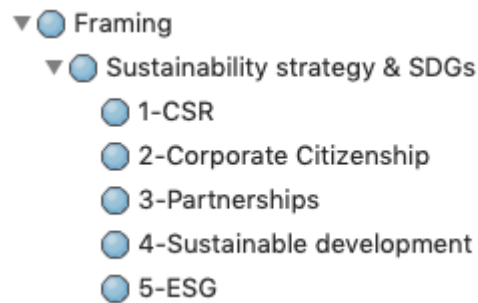 Framing
Sustainability strategy & SDGs
1-CSR
2-Corporate Citizenship
3-Partnerships
4-Sustainable development
5-ESG